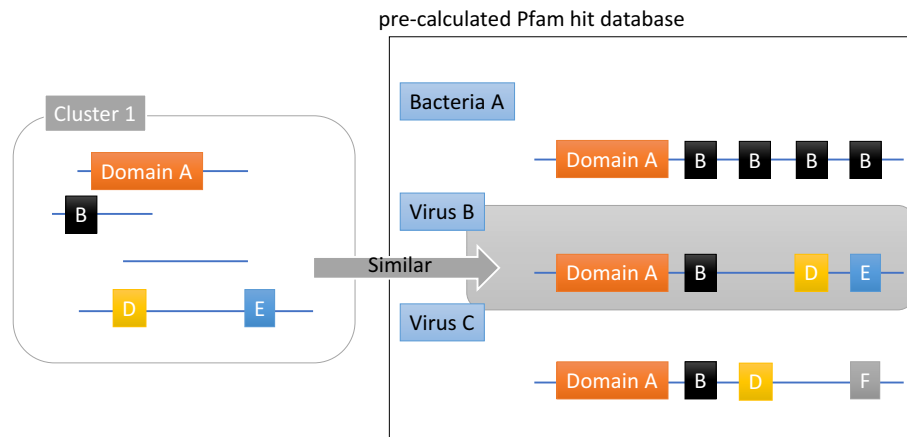 pre-calculated Pfam hit database
Cluster 1
Domain A
B
D E
Similar
Bacteria A
Domain A B B B B
Virus B
Domain A B D E
Virus C
Domain A B D F